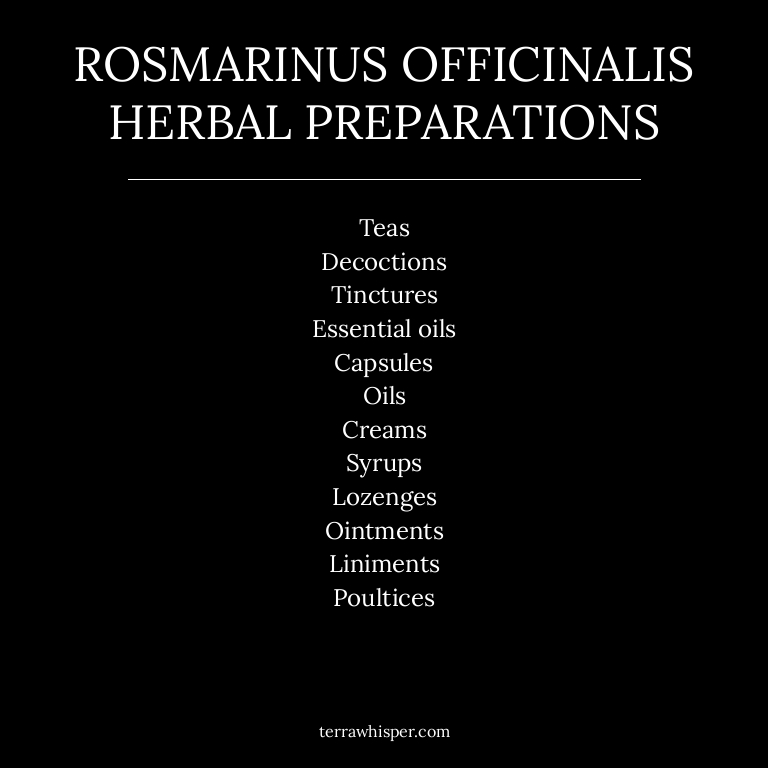 ROSMARINUS OFFICINALIS
HERBAL PREPARATIONS
Teas
Decoctions
Tinctures
Essential oils
Capsules
Oils
Creams
Syrups
Lozenges
Ointments
Liniments
Poultices
terrawhisper.com